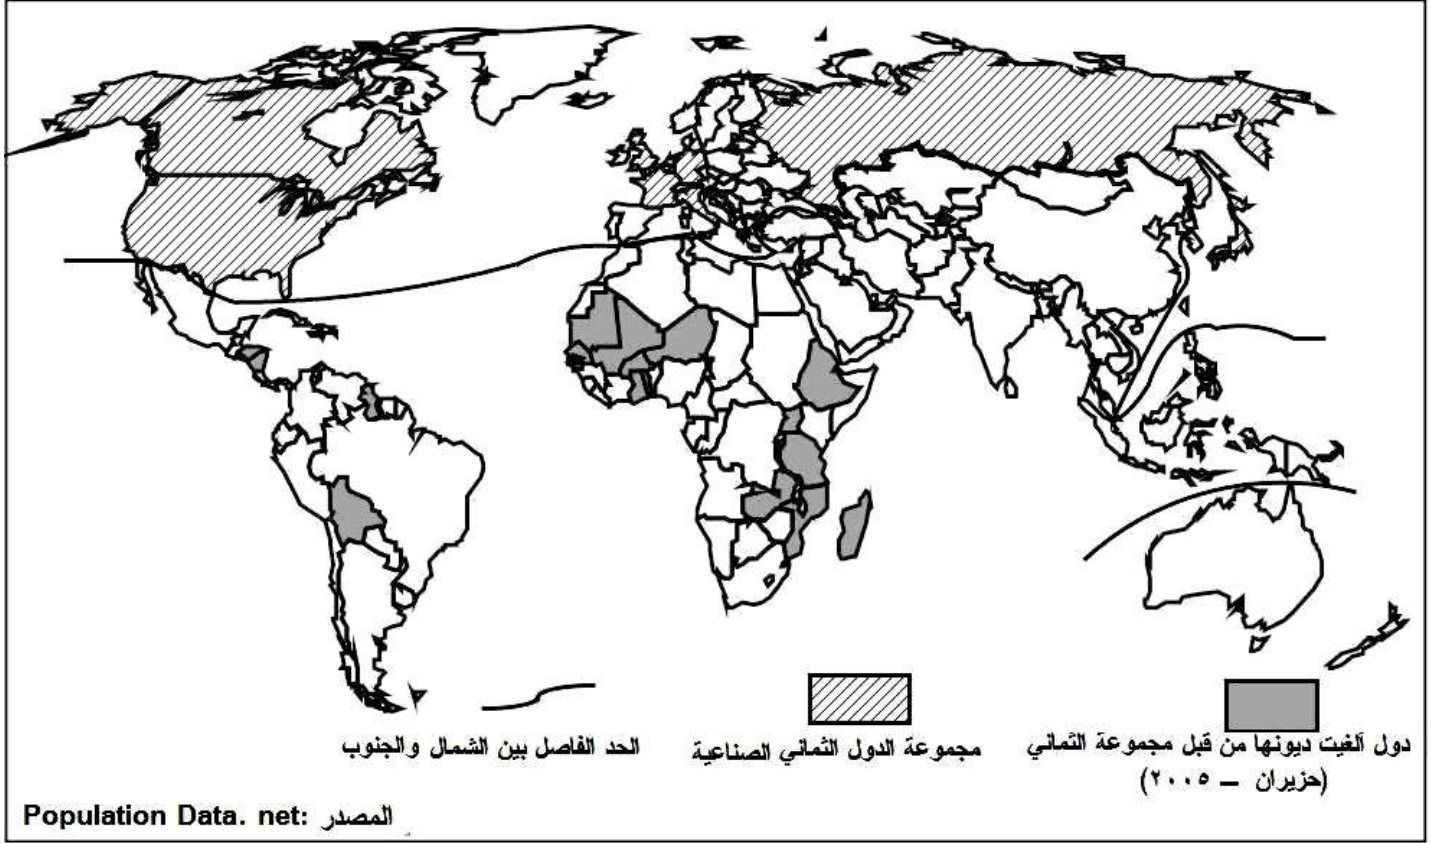 دول ألغيت ديونها من قبل مجموعة الثماني
(حزيران – ٢٠٠٥)
مجموعة الدول الثماني الصناعية
الحد الفاصل بين الشمال والجنوب
المصدر :Population Data. net